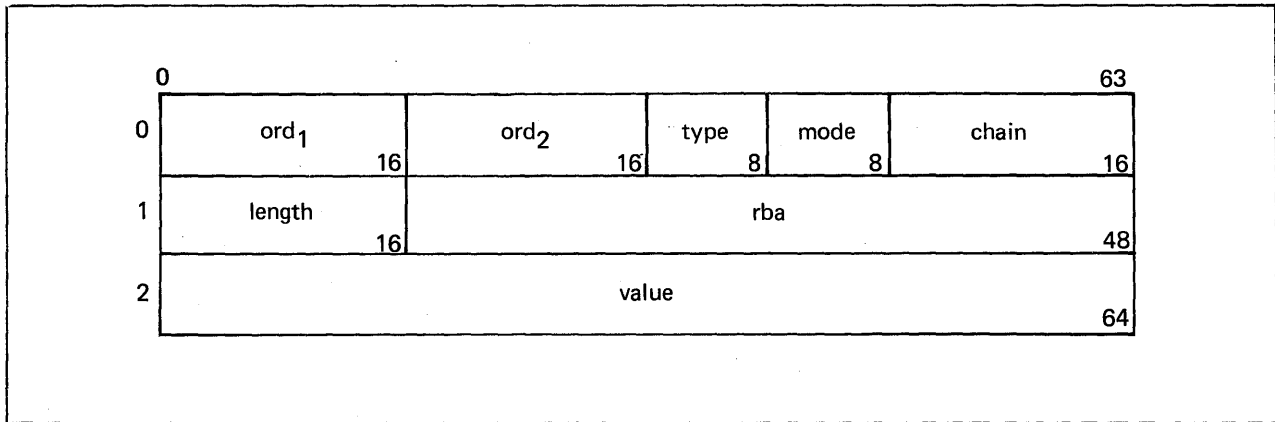 0 63
0 ord1 ord2 type mode chain
16 16 8 8 16
1 length rba
16 48
2 value
64